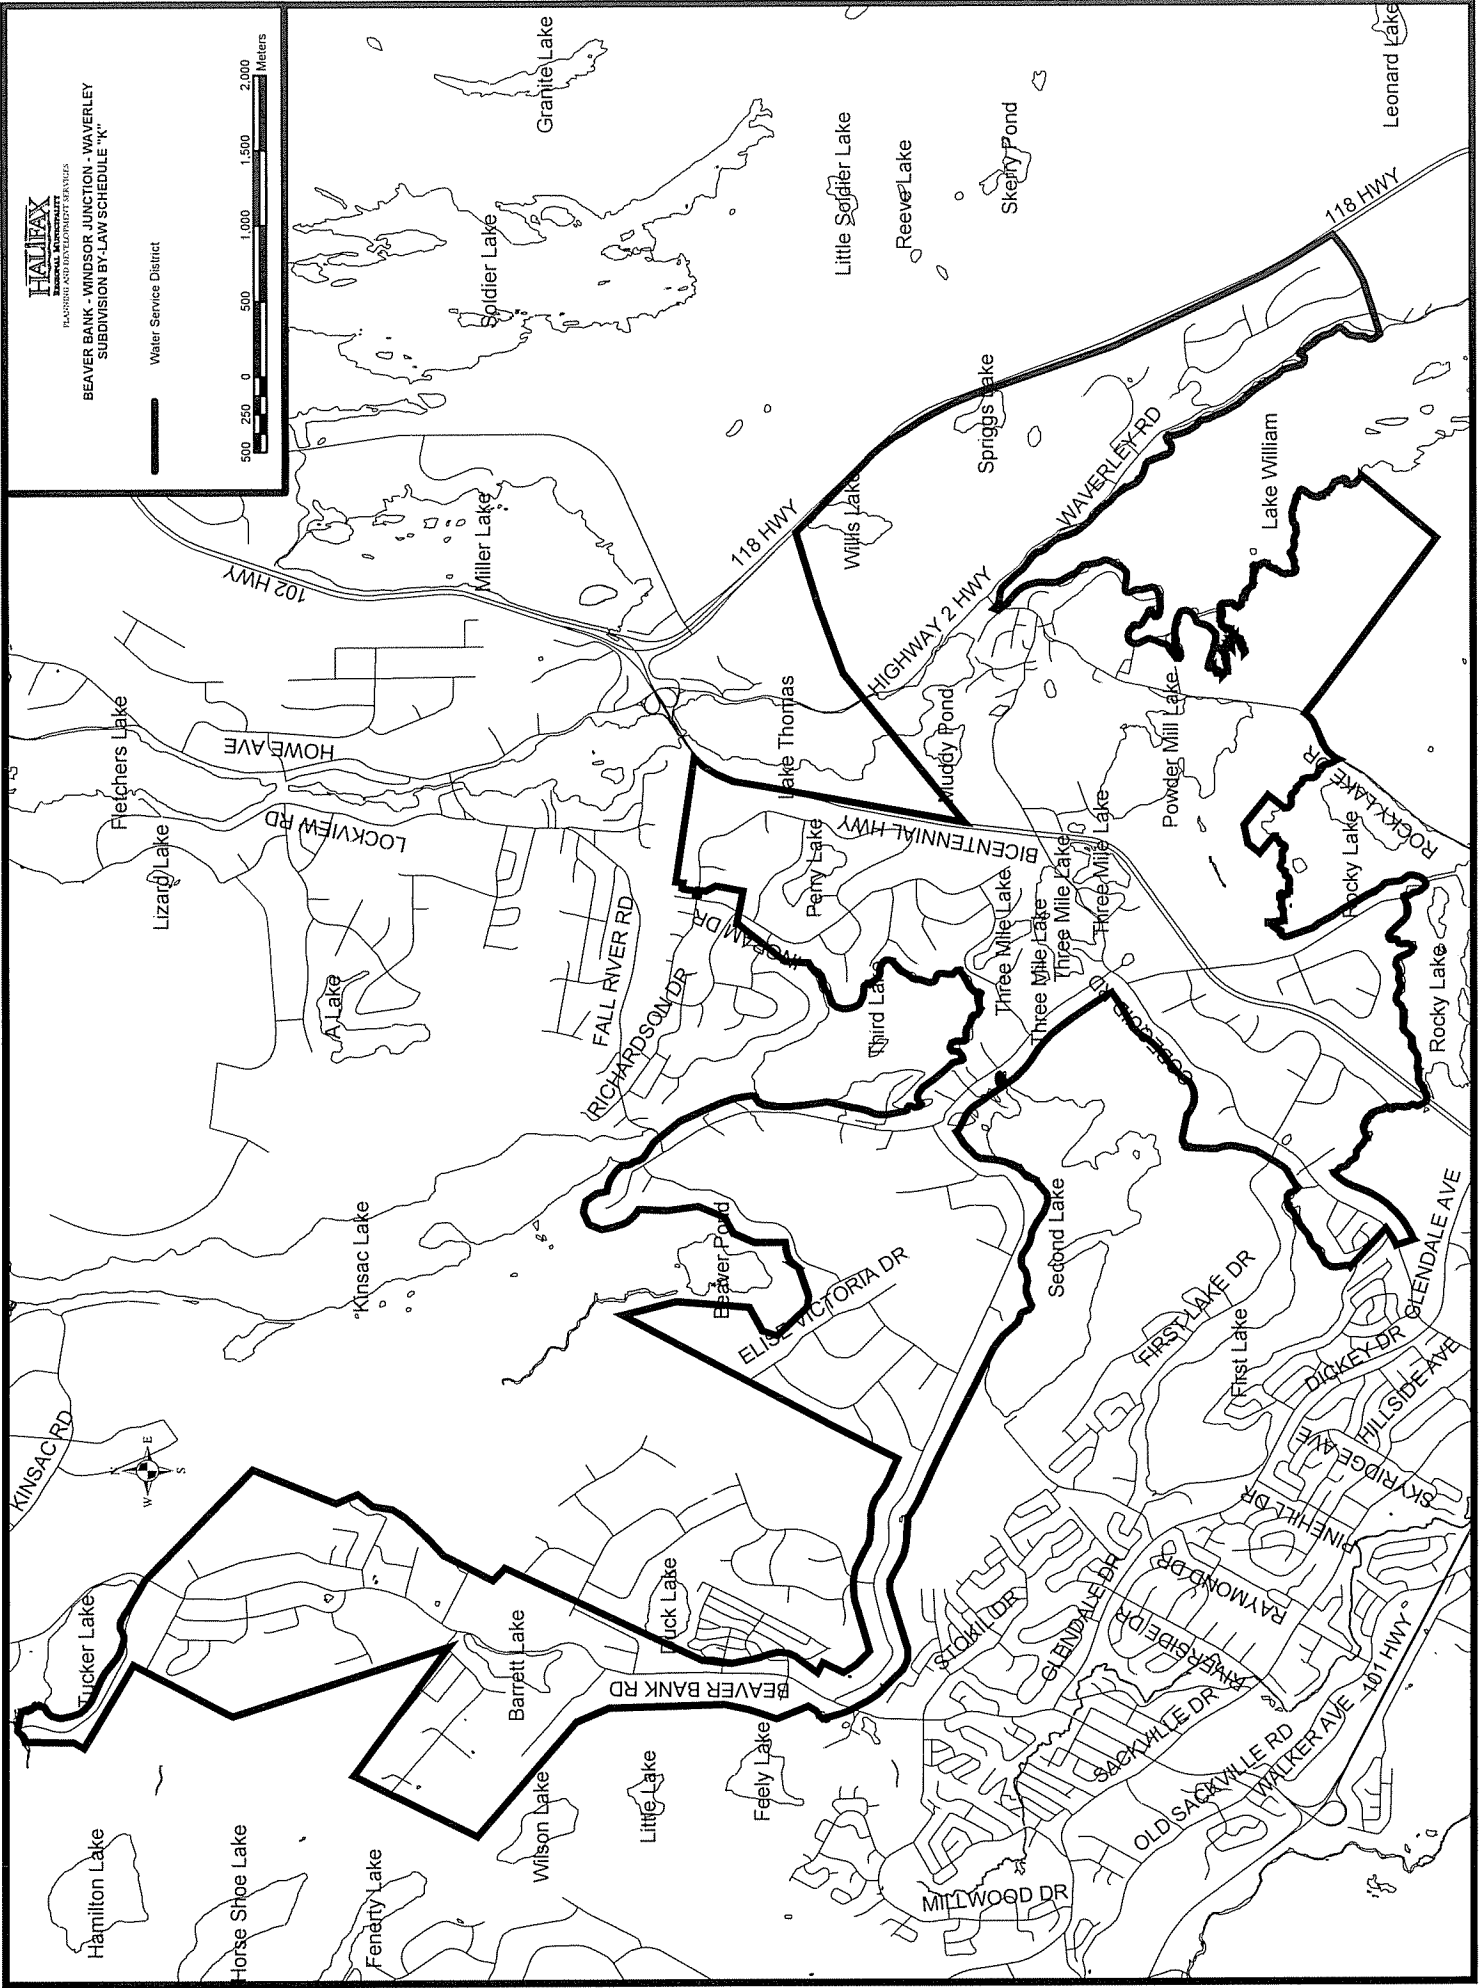 HALIFAX
REGIONAL MUNICIPALITY
PLANNING AND DEVELOPMENT SERVICES
BEAVER BANK - WINDSOR JUNCTION - WAVERLEY
SUBDIVISION BY-LAW SCHEDULE "K"
Water Service District
500 250 0 500 1,000 1,500 2,000
Meters
N
W E
S
KINSAC RD
Tucker Lake
Hamilton Lake
Horse Shoe Lake
Fenerty Lake
Wilson Lake
Little Lake
Feely Lake
Barrett Lake
Duck Lake
BEAVER BANK RD
Kinsac Lake
Beaver Pond
ELISE VICTORIA DR
Fletchers Lake
Lizard Lake
A Lake
HOWE AVE
LOCKVIEW RD
FALL RIVER RD
RICHARDSON DR
INGRAM DR
102 HWY
Miller Lake
Soldier Lake
Granite Lake
118 HWY
Lake Thomas
Perry Lake
Third Lake
BICENTENNIAL HWY
Willis Lake
HIGHWAY 2 HWY
Muddy Pond
Little Soldier Lake
Reeve Lake
Skerry Pond
Spriggs Lake
WAVERLEY RD
Leonard Lake
118 HWY
Lake William
Powder Mill Lake
Three Mile Lake
Three Mile Lake
Three Mile Lake
Three Mile Lake
COBEQUID RD
ROCKY LAKE DR
Rocky Lake
Rocky Lake
Second Lake
First Lake
FIRST LAKE DR
GLENDALE AVE
DICKEY DR
HILLSIDE AVE
SKYRIDGE AVE
PINEHILL DR
RAYMOND DR
RIVERSIDE DR
GLENDALE DR
STOKIL DR
SACKVILLE DR
OLD SACKVILLE RD
WALKER AVE
101 HWY
MILLWOOD DR